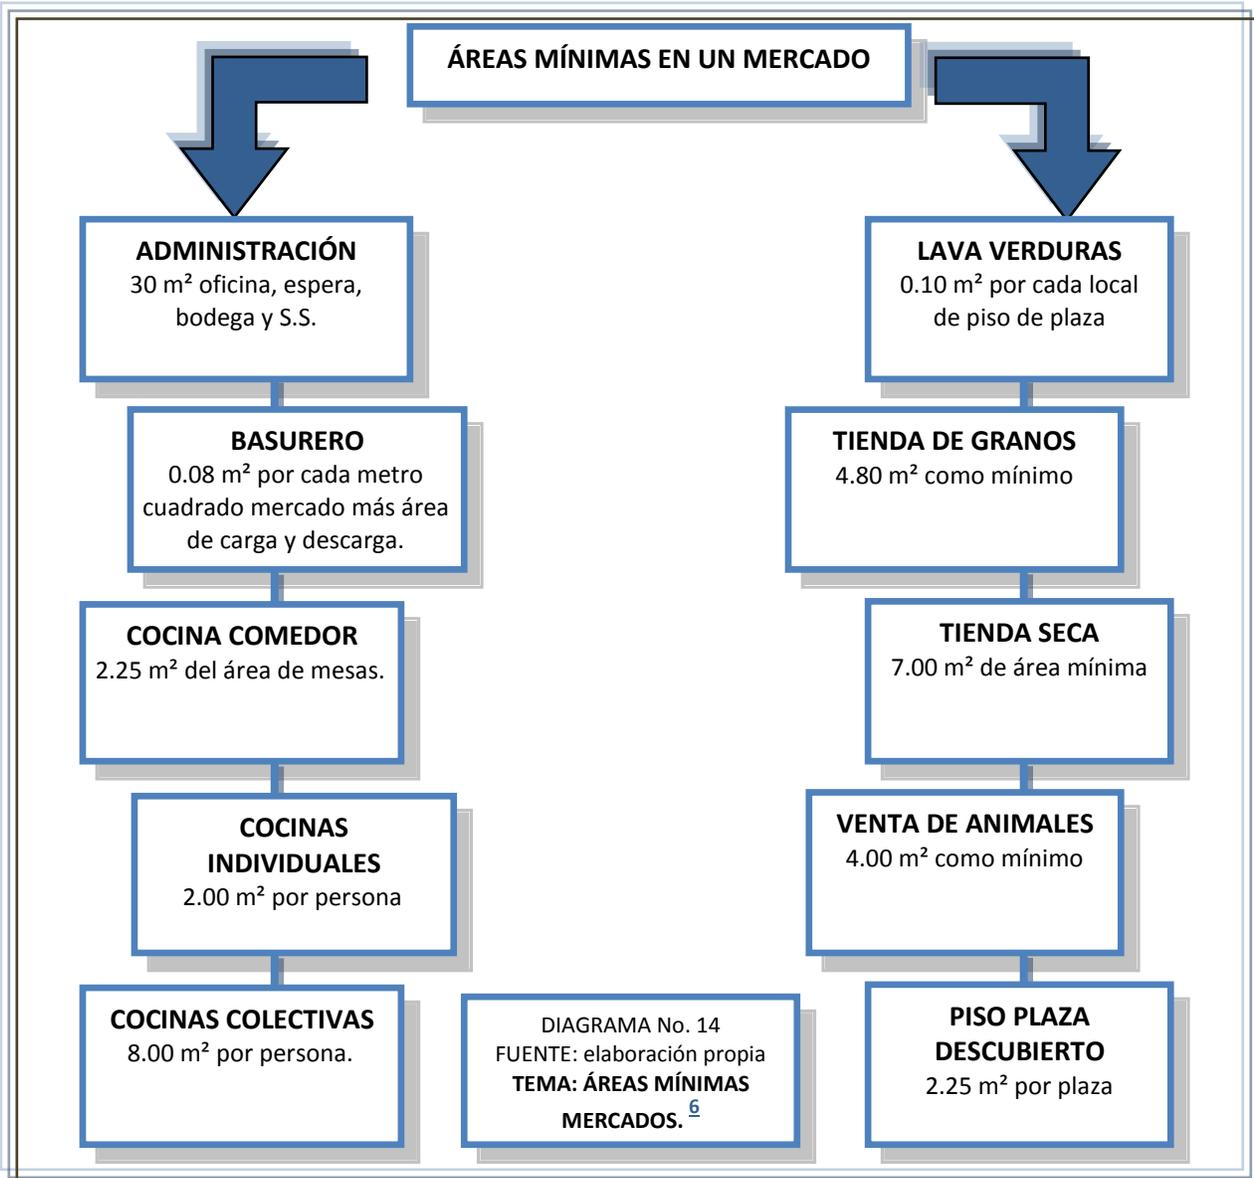 ÁREAS MÍNIMAS EN UN MERCADO
ADMINISTRACIÓN
30 m² oficina, espera,
bodega y S.S.
BASURERO
0.08 m² por cada metro
cuadrado mercado más área
de carga y descarga.
COCINA COMEDOR
2.25 m² del área de mesas.
COCINAS
INDIVIDUALES
2.00 m² por persona
COCINAS COLECTIVAS
8.00 m² por persona.
LAVA VERDURAS
0.10 m² por cada local
de piso de plaza
TIENDA DE GRANOS
4.80 m² como mínimo
TIENDA SECA
7.00 m² de área mínima
VENTA DE ANIMALES
4.00 m² como mínimo
PISO PLAZA
DESCUBIERTO
2.25 m² por plaza
DIAGRAMA No. 14
FUENTE: elaboración propia
TEMA: ÁREAS MÍNIMAS
MERCADOS. 6